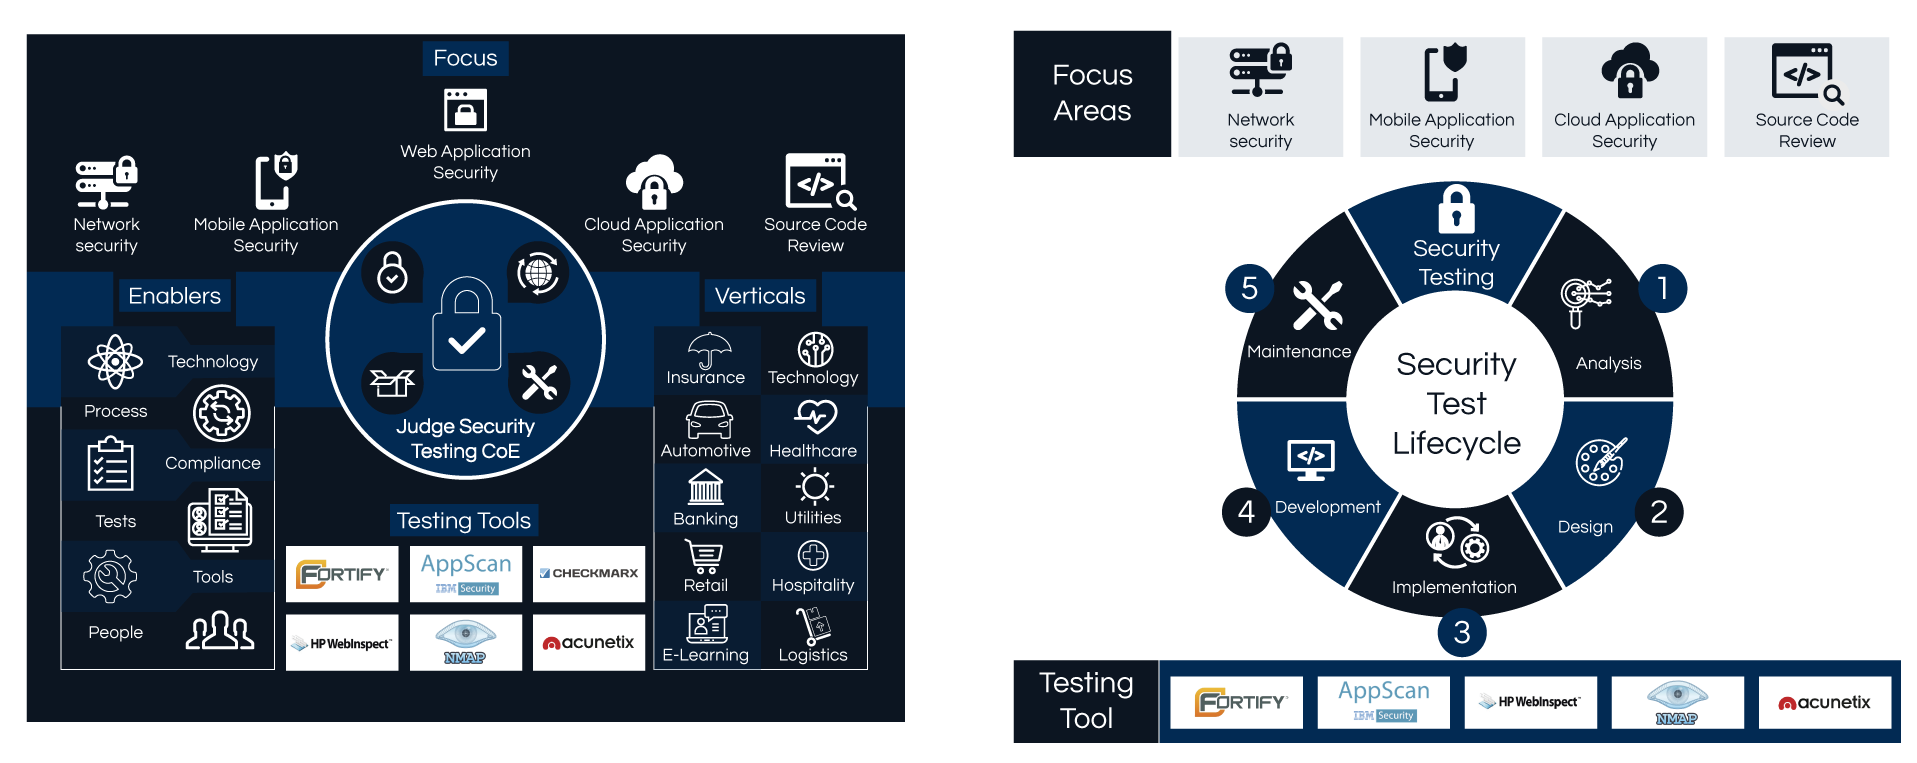 Focus
Web Application
Security
Network
security
Mobile Application
Security
Cloud Application
Security
Source Code
Review
Enablers
Technology
Process
Compliance
Tests
Tools
People
Judge Security
Testing CoE
Testing Tools
FORTIFY
AppScan
IBM Security
CHECKMARX
HP WebInspect™
NMAP
acunetix
Verticals
Insurance
Technology
Automotive
Healthcare
Banking
Utilities
Retail
Hospitality
E-Learning
Logistics
Focus
Areas
Network
security
Mobile Application
Security
Cloud Application
Security
Source Code
Review
Security
Testing
1
Analysis
2
Design
3
Implementation
4
Development
5
Maintenance
Security
Test
Lifecycle
Testing
Tool
FORTIFY
AppScan
IBM Security
HP WebInspect™
NMAP
acunetix